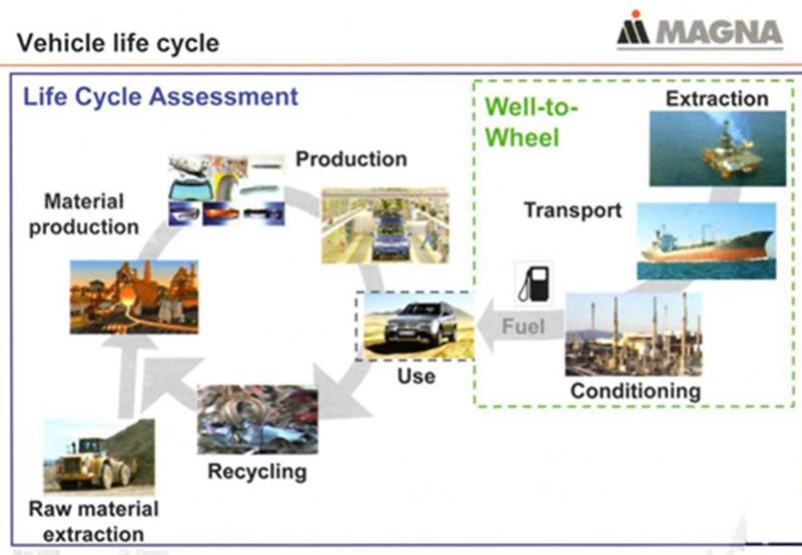 Vehicle life cycle
MAGNA
Life Cycle Assessment
Well-to-
Wheel
Extraction
Production
Material
production
Transport
Fuel
Use
Conditioning
Recycling
Raw material
extraction